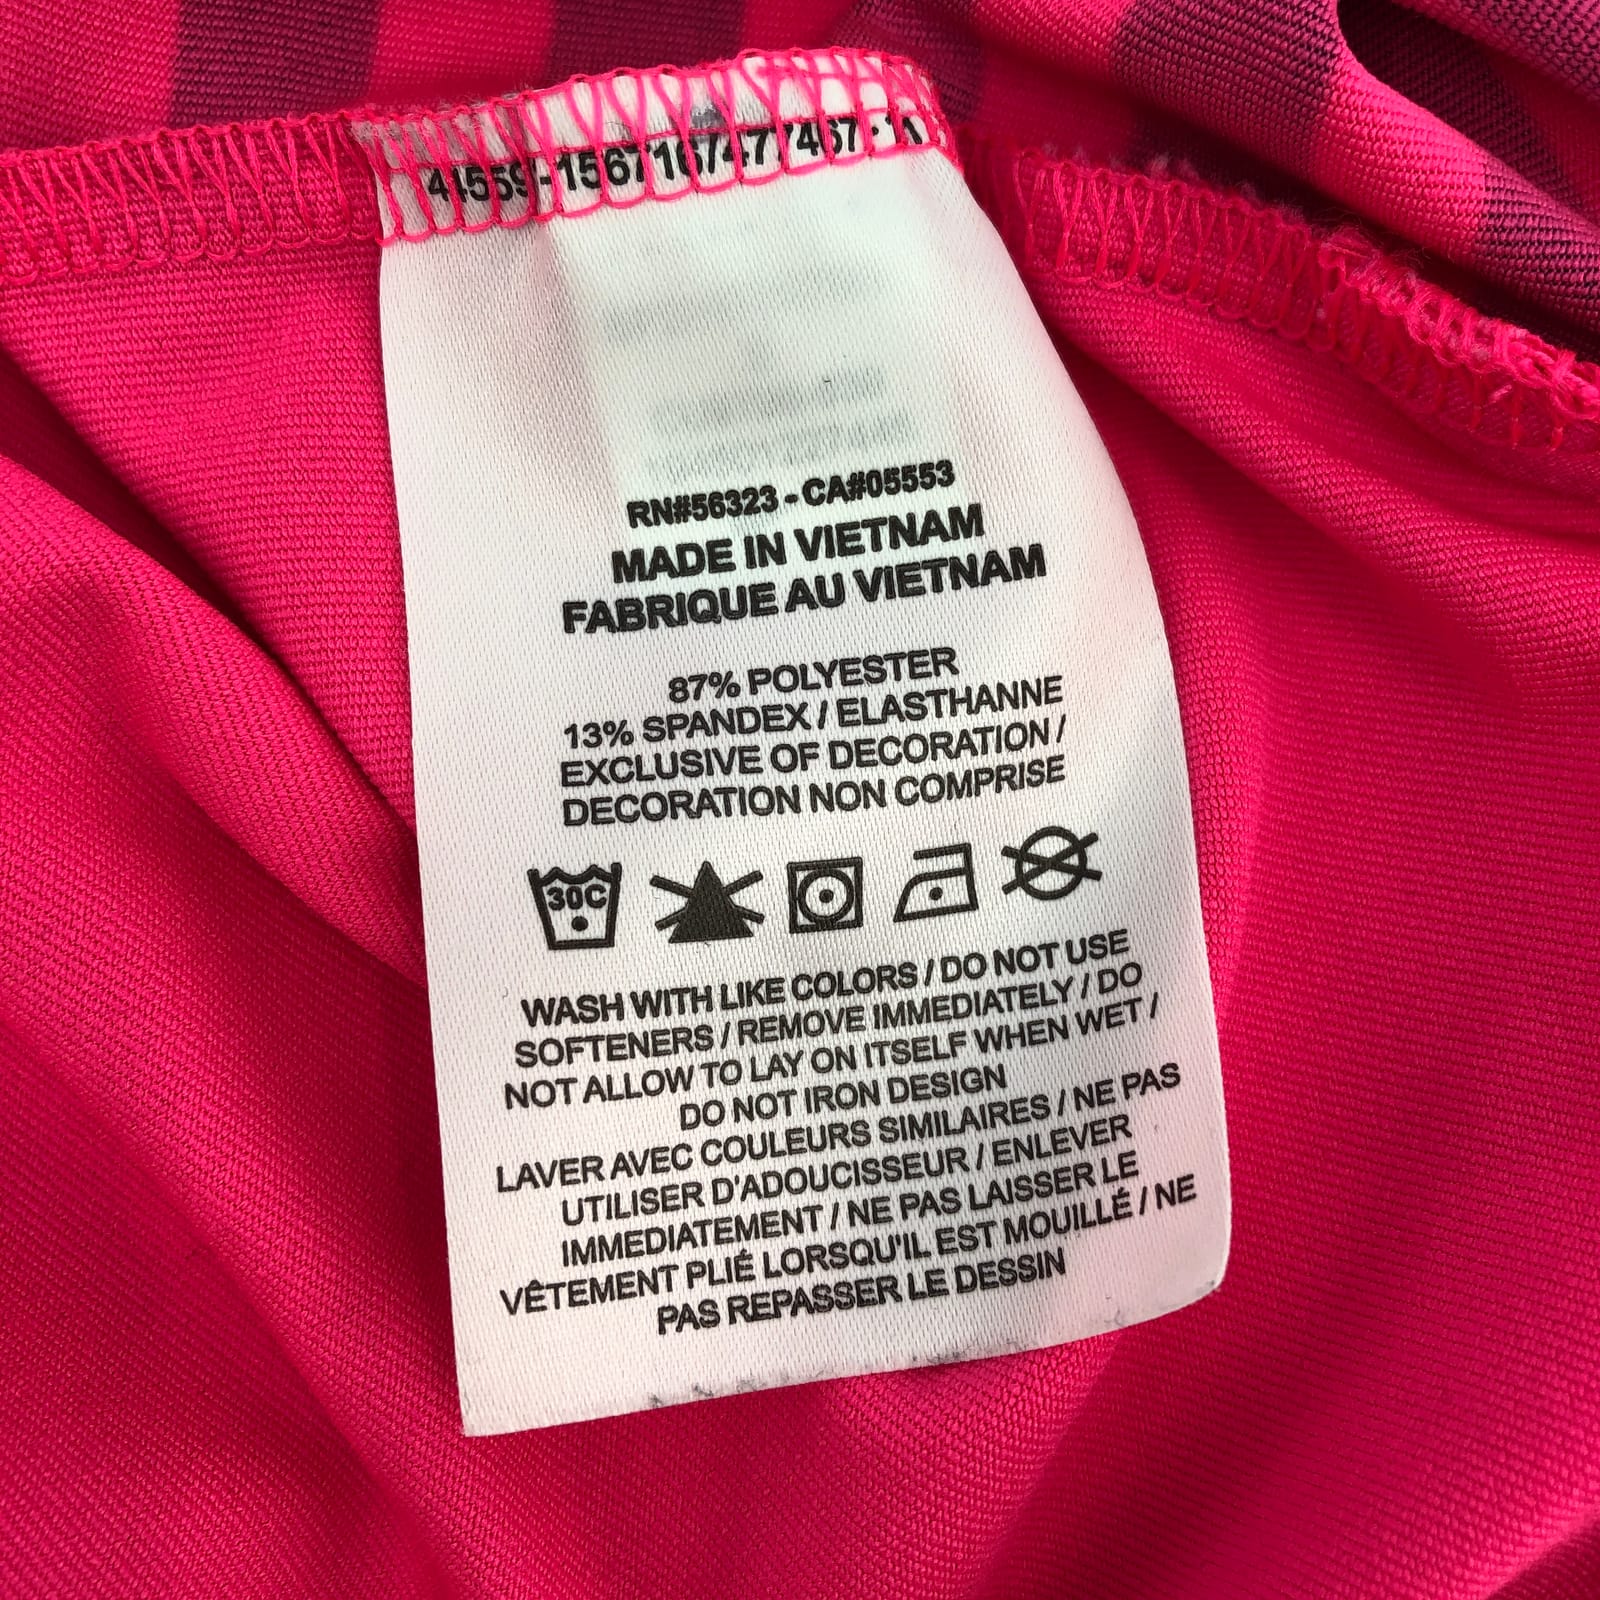 RN#56323 - CA#05553
MADE IN VIETNAM
FABRIQUE AU VIETNAM
87% POLYESTER
13% SPANDEX / ELASTHANNE
EXCLUSIVE OF DECORATION /
DECORATION NON COMPRISE
30C
WASH WITH LIKE COLORS / DO NOT USE
SOFTENERS / REMOVE IMMEDIATELY / DO
NOT ALLOW TO LAY ON ITSELF WHEN WET /
DO NOT IRON DESIGN
LAVER AVEC COULEURS SIMILAIRES / NE PAS
UTILISER D'ADOUCISSEUR / ENLEVER
IMMEDIATEMENT / NE PAS LAISSER LE
VÊTEMENT PLIÉ LORSQU'IL EST MOUILLÉ / NE
PAS REPASSER LE DESSIN